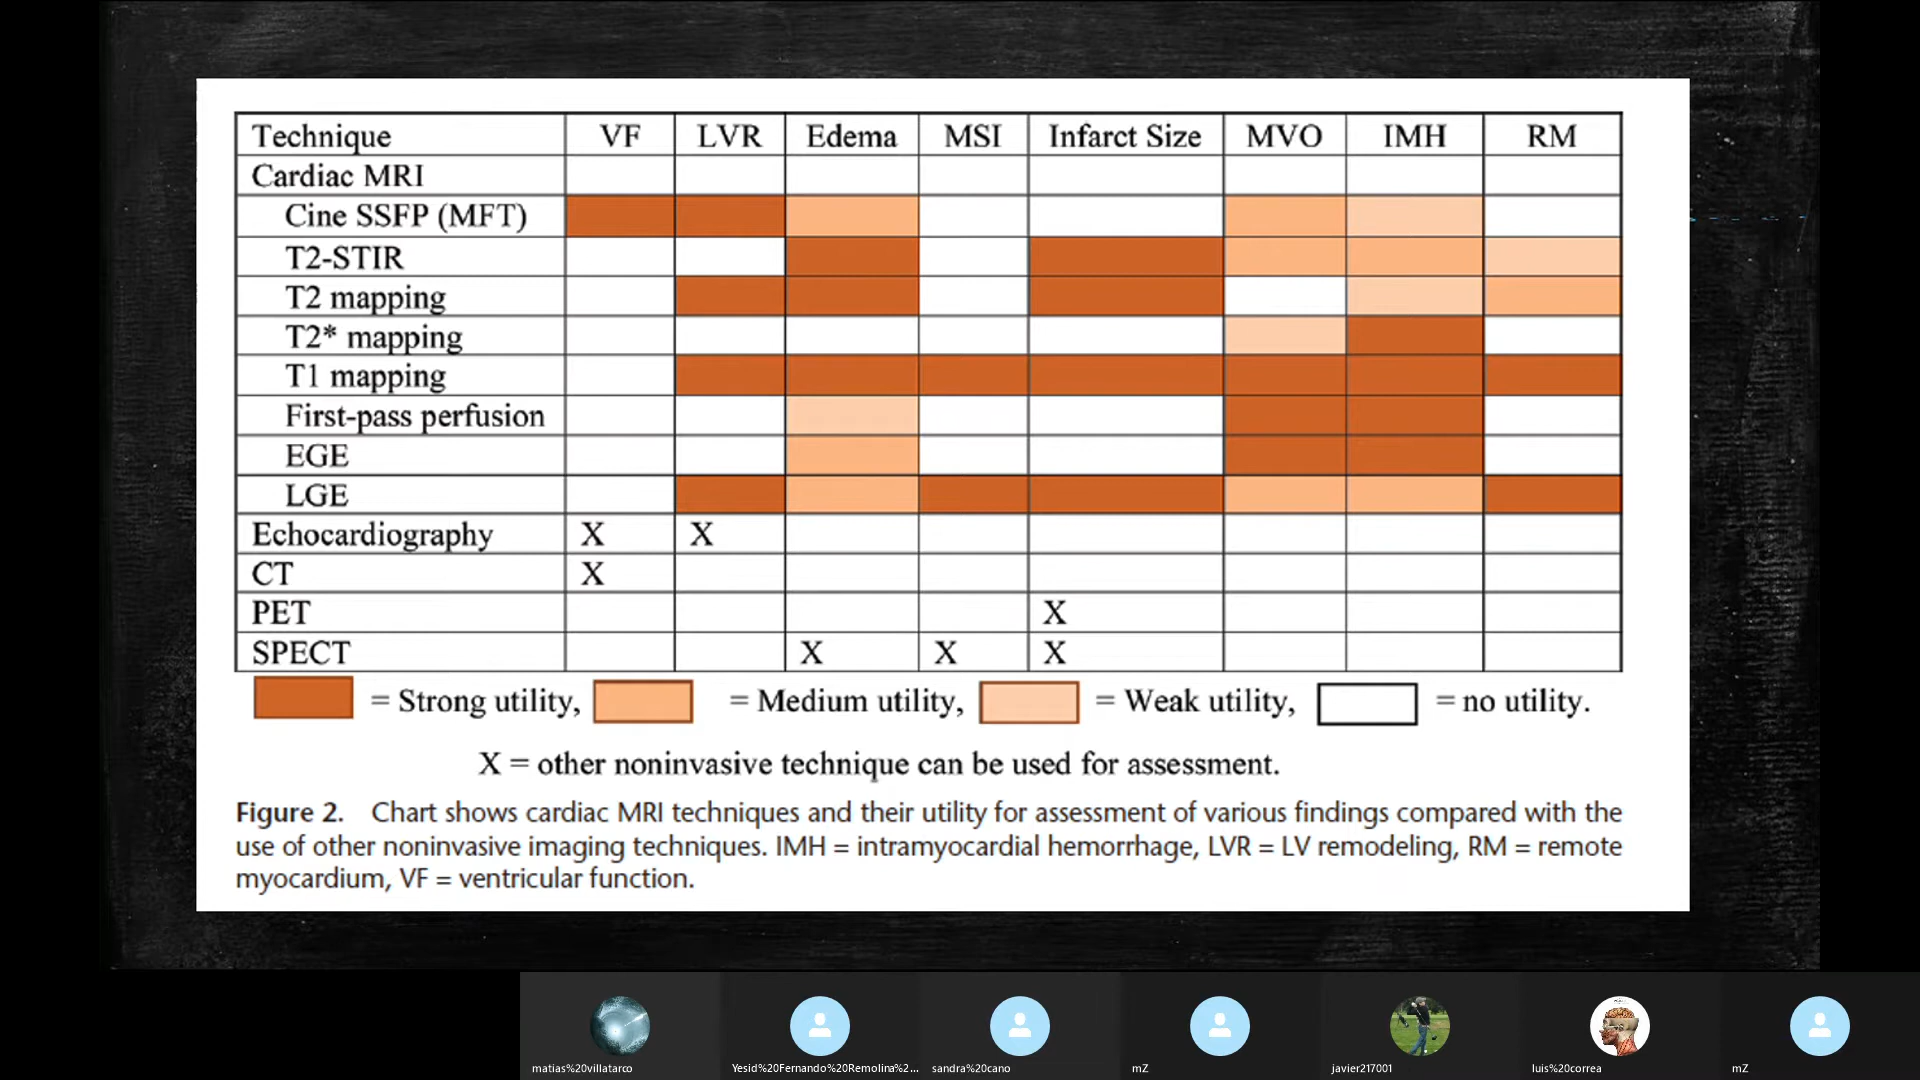 Technique VF LVR Edema MSI Infarct Size MVO IMH RM
Cardiac MRI
Cine SSFP (MFT)
T2-STIR
T2 mapping
T2* mapping
T1 mapping
First-pass perfusion
EGE
LGE
Echocardiography X X
CT X
PET X
SPECT X X X
= Strong utility, = Medium utility, = Weak utility, = no utility.
X = other noninvasive technique can be used for assessment.
Figure 2. Chart shows cardiac MRI techniques and their utility for assessment of various findings compared with the
use of other noninvasive imaging techniques. IMH = intramyocardial hemorrhage, LVR = LV remodeling, RM = remote
myocardium, VF = ventricular function.
matias%20villatarco Yesid%20Fernando%20Remolina%2... sandra%20cano mZ javier217001 luis%20correa mZ